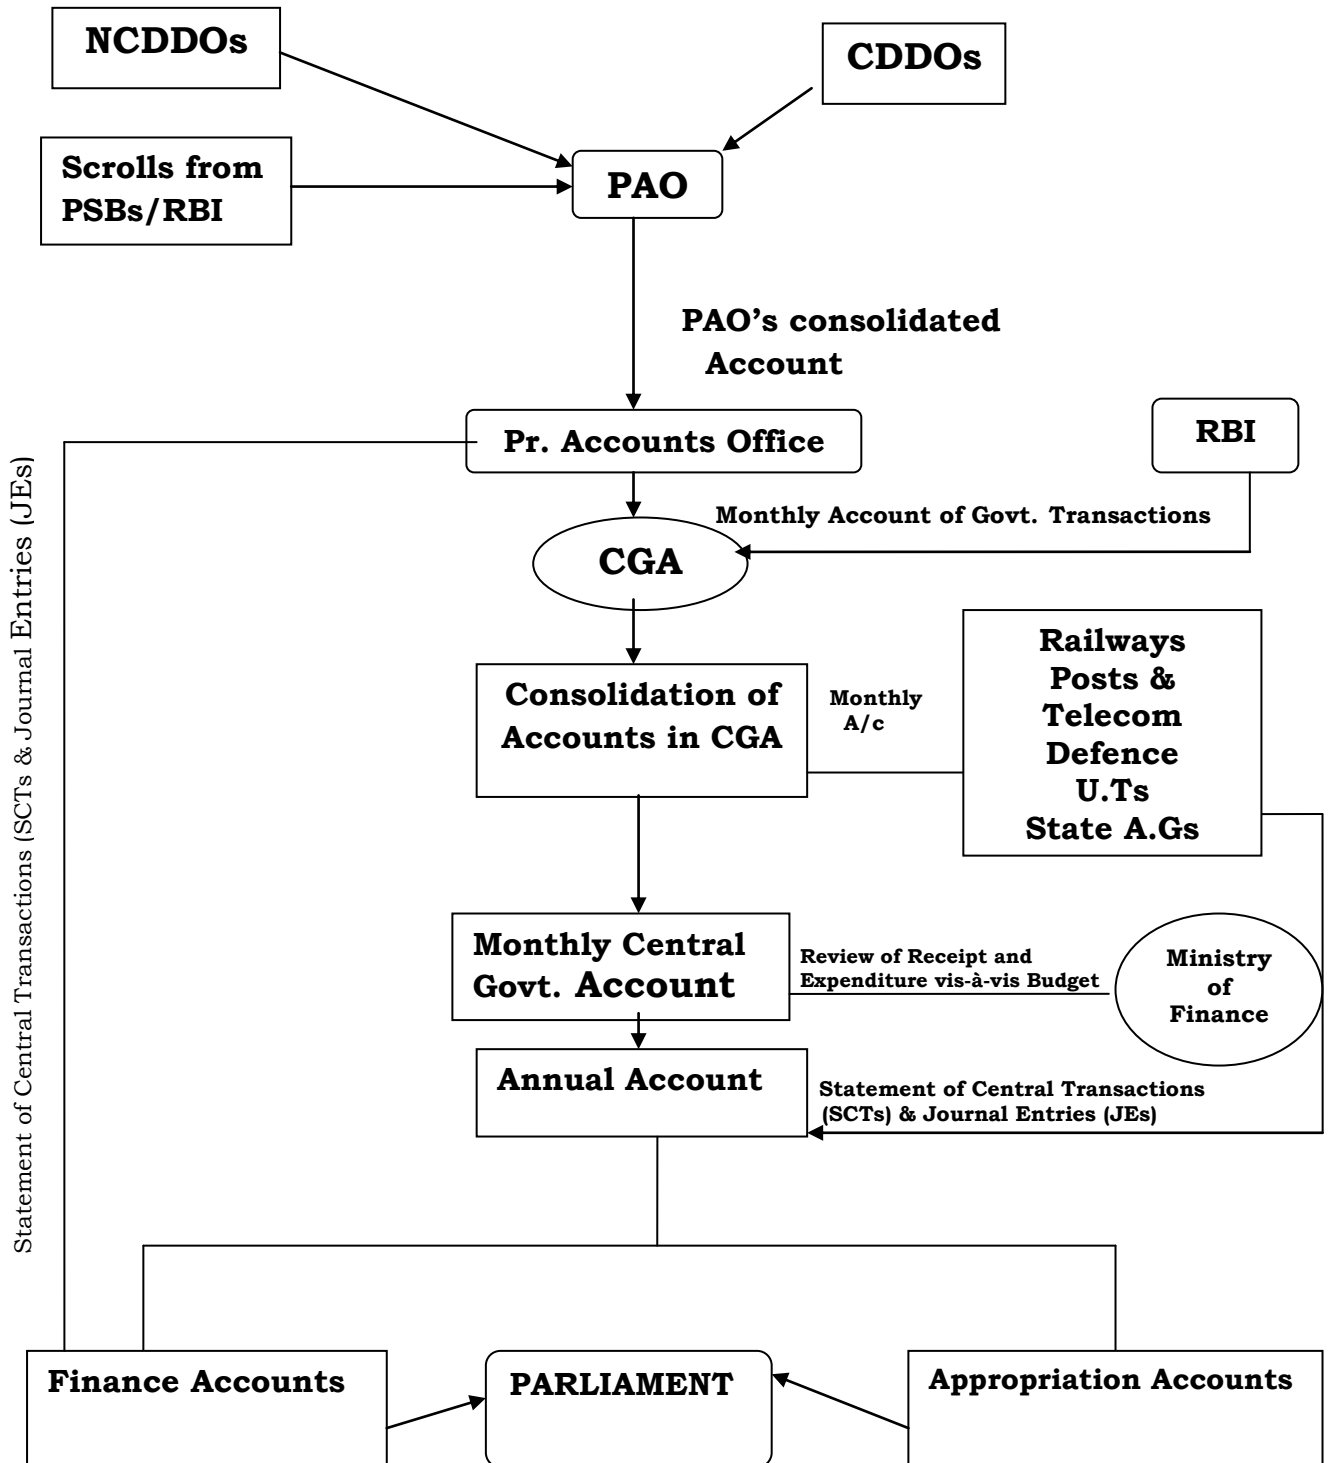 NCDDOs
CDDOs
Scrolls from
PSBs/RBI
PAO
PAO’s consolidated
Account
Pr. Accounts Office
RBI
Monthly Account of Govt. Transactions
CGA
Statement of Central Transactions (SCTs & Journal Entries (JEs)
Consolidation of
Accounts in CGA
Monthly
A/c
Railways
Posts &
Telecom
Defence
U.Ts
State A.Gs
Monthly Central
Govt. Account
Review of Receipt and
Expenditure vis-à-vis Budget
Ministry
of
Finance
Annual Account
Statement of Central Transactions
(SCTs) & Journal Entries (JEs)
Finance Accounts
PARLIAMENT
Appropriation Accounts